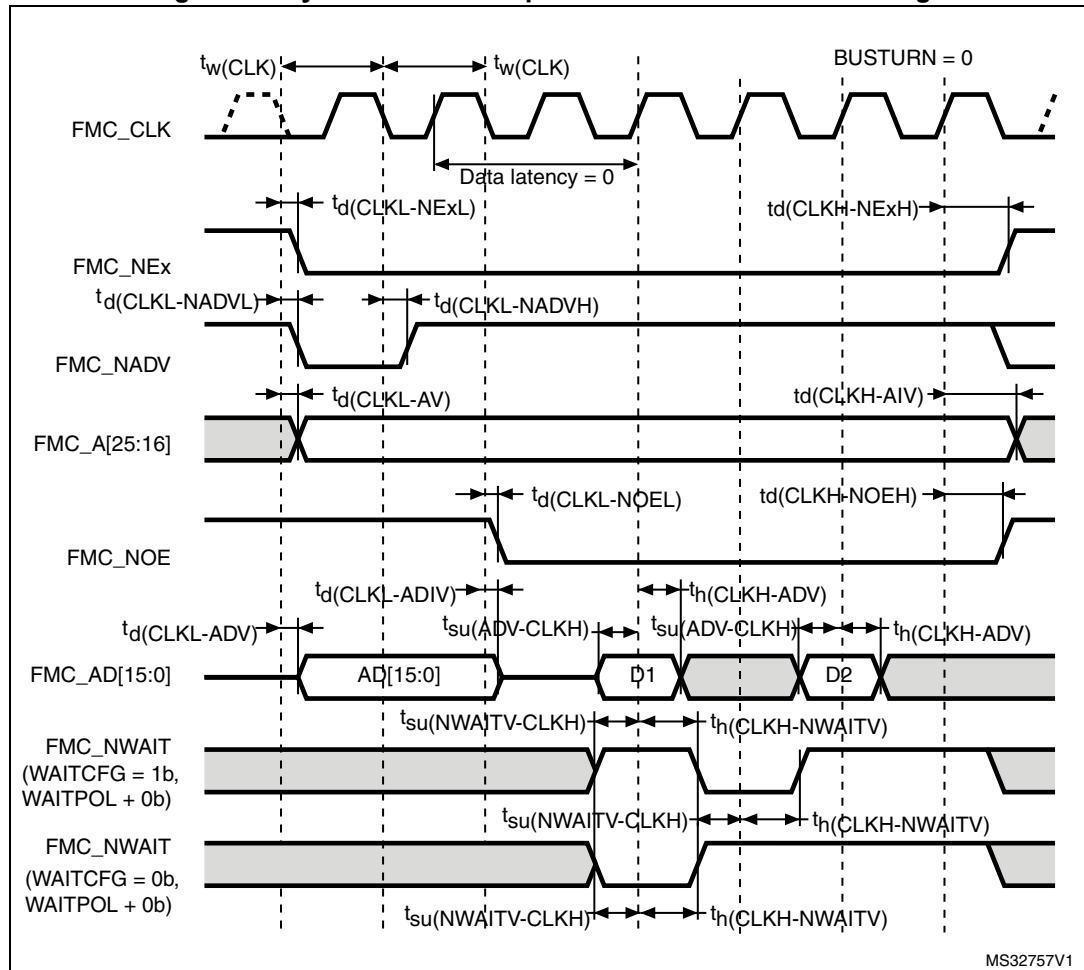 BUSTURN = 0
tw(CLK) tw(CLK)
FMC_CLK
Data latency = 0
td(CLKL-NExL) td(CLKH-NExH)
FMC_NEx
td(CLKL-NADVL) td(CLKL-NADVH)
FMC_NADV
td(CLKL-AV) td(CLKH-AIV)
FMC_A[25:16]
td(CLKL-NOEL) td(CLKH-NOEH)
FMC_NOE
td(CLKL-ADIV) th(CLKH-ADV)
td(CLKL-ADV) tsu(ADV-CLKH) tsu(ADV-CLKH) th(CLKH-ADV)
FMC_AD[15:0] AD[15:0] D1 D2
tsu(NWAITV-CLKH) th(CLKH-NWAITV)
FMC_NWAIT
(WAITCFG = 1b,
WAITPOL + 0b)
tsu(NWAITV-CLKH) th(CLKH-NWAITV)
FMC_NWAIT
(WAITCFG = 0b,
WAITPOL + 0b)
tsu(NWAITV-CLKH) th(CLKH-NWAITV)
MS32757V1